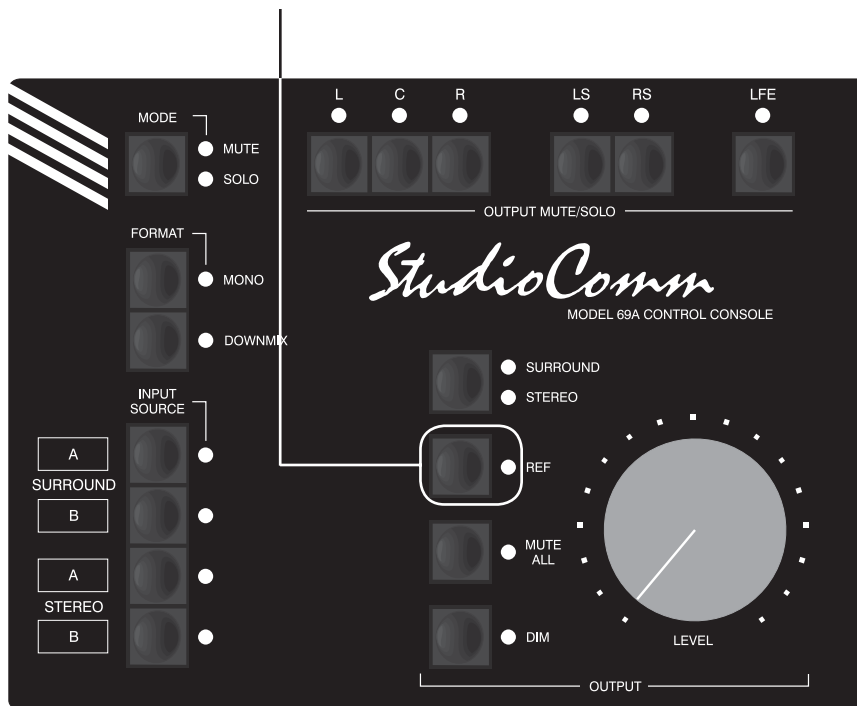 L C R LS RS LFE
MODE
MUTE
SOLO
OUTPUT MUTE/SOLO
FORMAT
MONO
DOWNMIX
StudioComm
MODEL 69A CONTROL CONSOLE
SURROUND
STEREO
INPUT
SOURCE
A
SURROUND
B
A
STEREO
B
REF
MUTE
ALL
DIM
LEVEL
OUTPUT